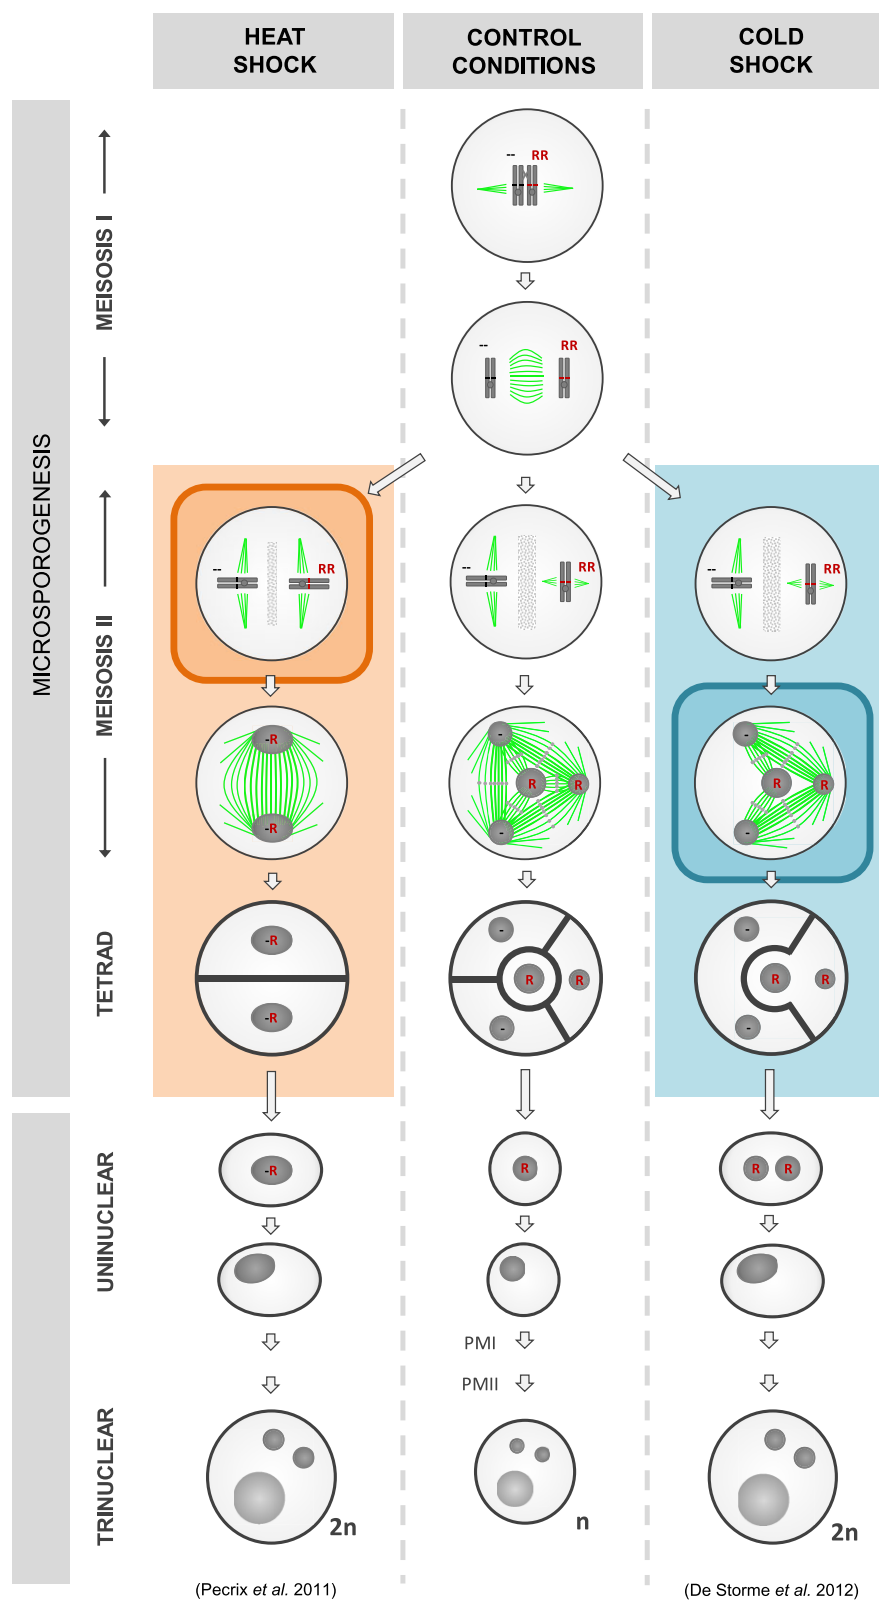 HEAT
SHOCK
CONTROL
CONDITIONS
COLD
SHOCK
MICROSPOROGENESIS
MEISOSIS I
-- RR
-- RR
MEISOSIS II
-- RR
-- RR
-- RR
-R
-R
-
R
R
-
-
R
R
-
TETRAD
-R
-R
-
R
R
-
-
R
R
-
UNINUCLEAR
-R
R
R R
PMI
PMII
TRINUCLEAR
2n
n
2n
(Pecrix et al. 2011)
(De Storme et al. 2012)